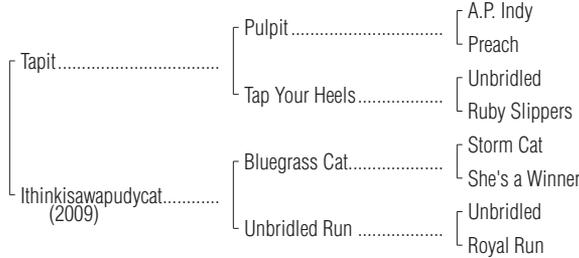 A.P. Indy
Pulpit................................
Preach
Tapit..................................
Unbridled
Tap Your Heels..................
Ruby Slippers
Storm Cat
Bluegrass Cat....................
She's a Winner
Ithinkisawapudycat............
(2009)
Unbridled
Unbridled Run ..................
Royal Run